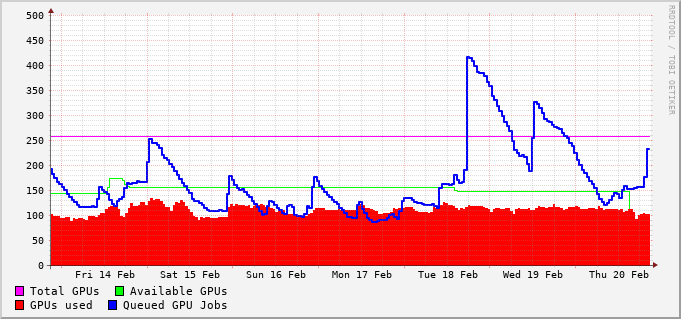 RRDTOOL / TOBI OETIKER
500
450
400
350
300
250
200
150
100
50
0
Fri 14 Feb Sat 15 Feb Sun 16 Feb Mon 17 Feb Tue 18 Feb Wed 19 Feb Thu 20 Feb
Total GPUs Available GPUs
GPUs used Queued GPU Jobs